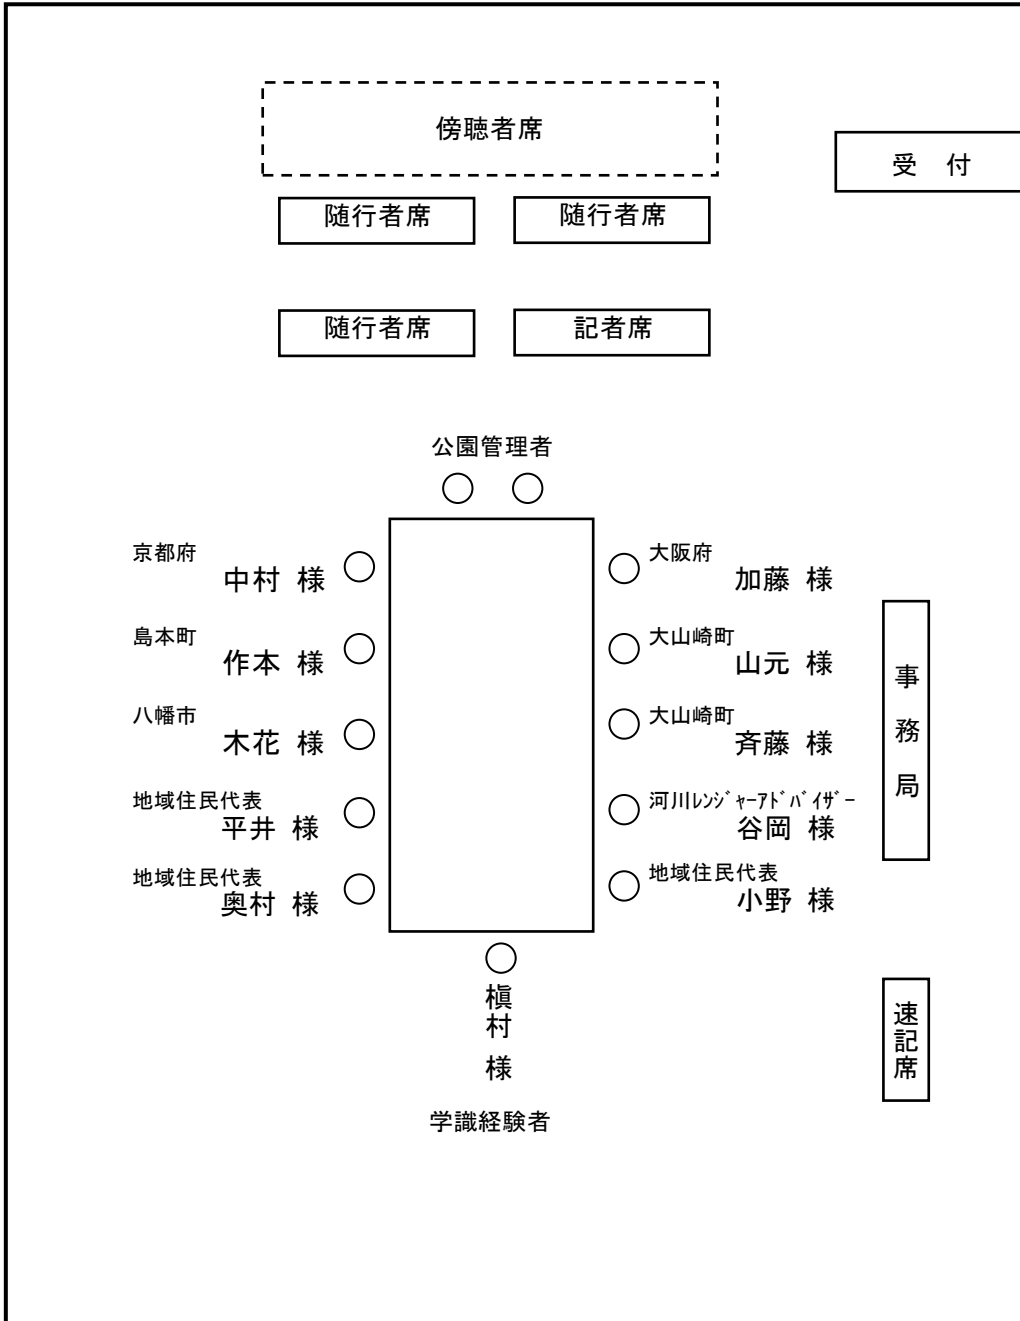 傍聴者席
受　付
随行者席
随行者席
随行者席
記者席
公園管理者
京都府
中村 様
大阪府
加藤 様
島本町
作本 様
大山崎町
山元 様
八幡市
木花 様
大山崎町
斉藤 様
地域住民代表
平井 様
河川ﾚﾝｼﾞｬｰｱﾄﾞﾊﾞｲｻﾞｰ
谷岡 様
地域住民代表
奥村 様
地域住民代表
小野 様
事務局
槇村 様
学識経験者
速記席